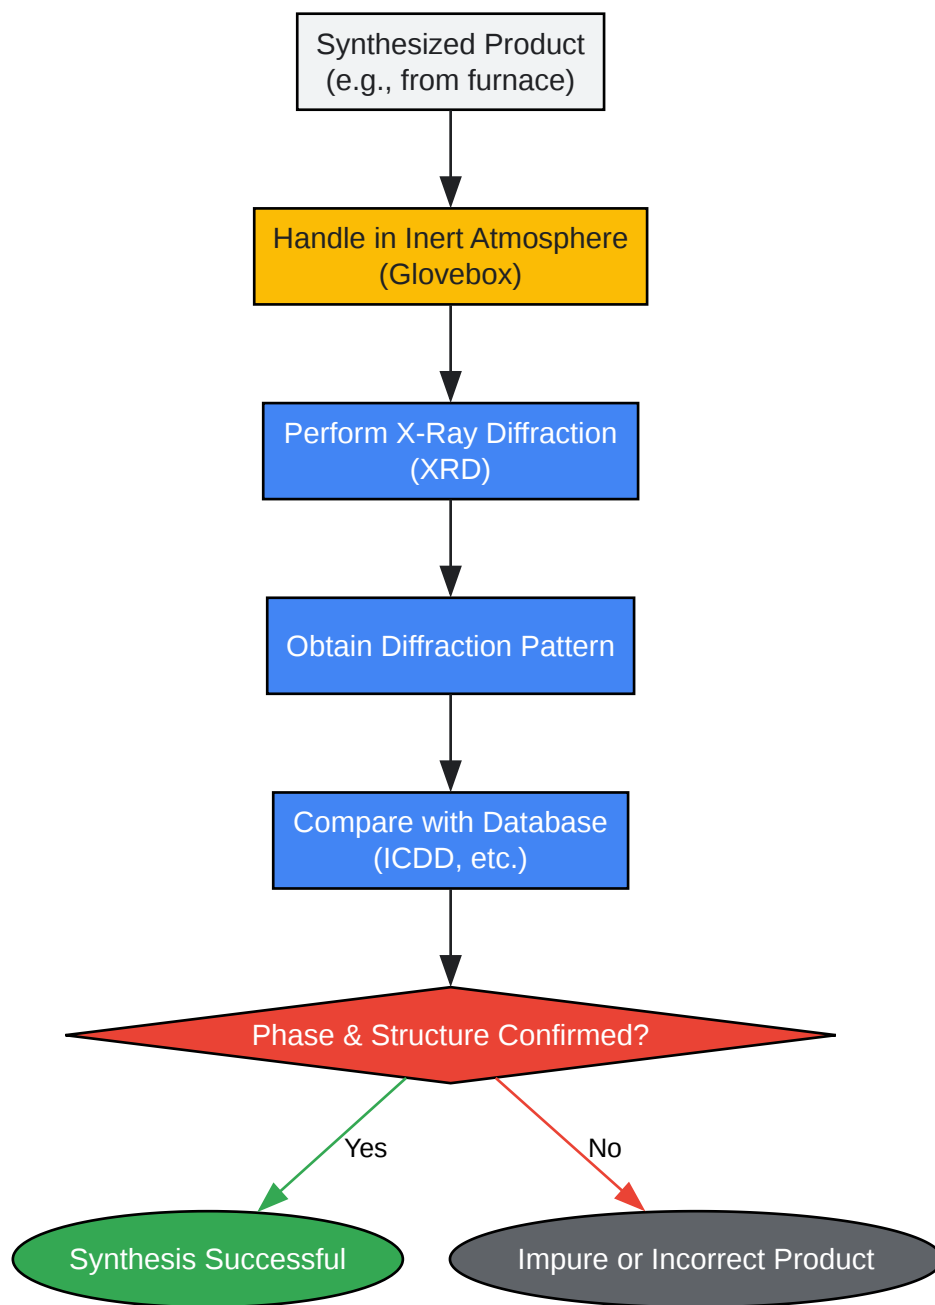 Synthesized Product
(e.g., from furnace)
Handle in Inert Atmosphere
(Glovebox)
Perform X-Ray Diffraction
(XRD)
Obtain Diffraction Pattern
Compare with Database
(ICDD, etc.)
Phase & Structure Confirmed?
Yes
No
Synthesis Successful
Impure or Incorrect Product